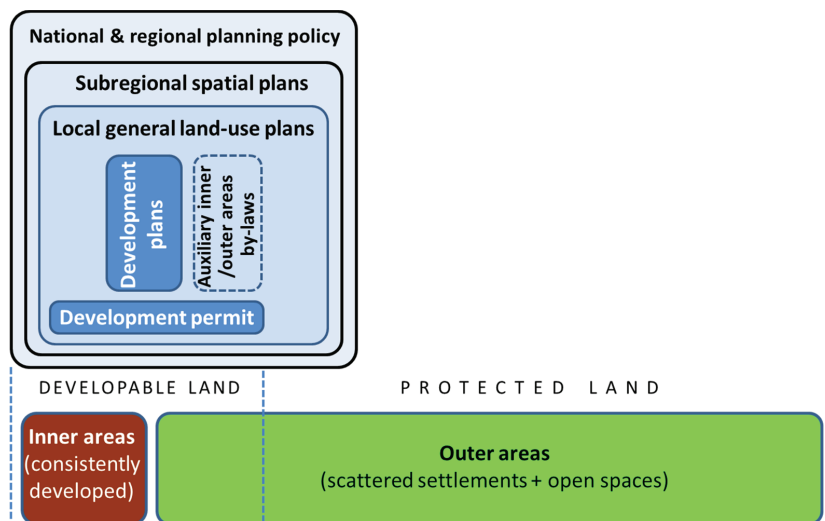 National & regional planning policy
Subregional spatial plans
Local general land-use plans
Development
plans
Auxiliary inner
/outer areas
by-laws
Development permit
DEVELOPABLE LAND
PROTECTED LAND
Inner areas
(consistently
developed)
Outer areas
(scattered settlements + open spaces)